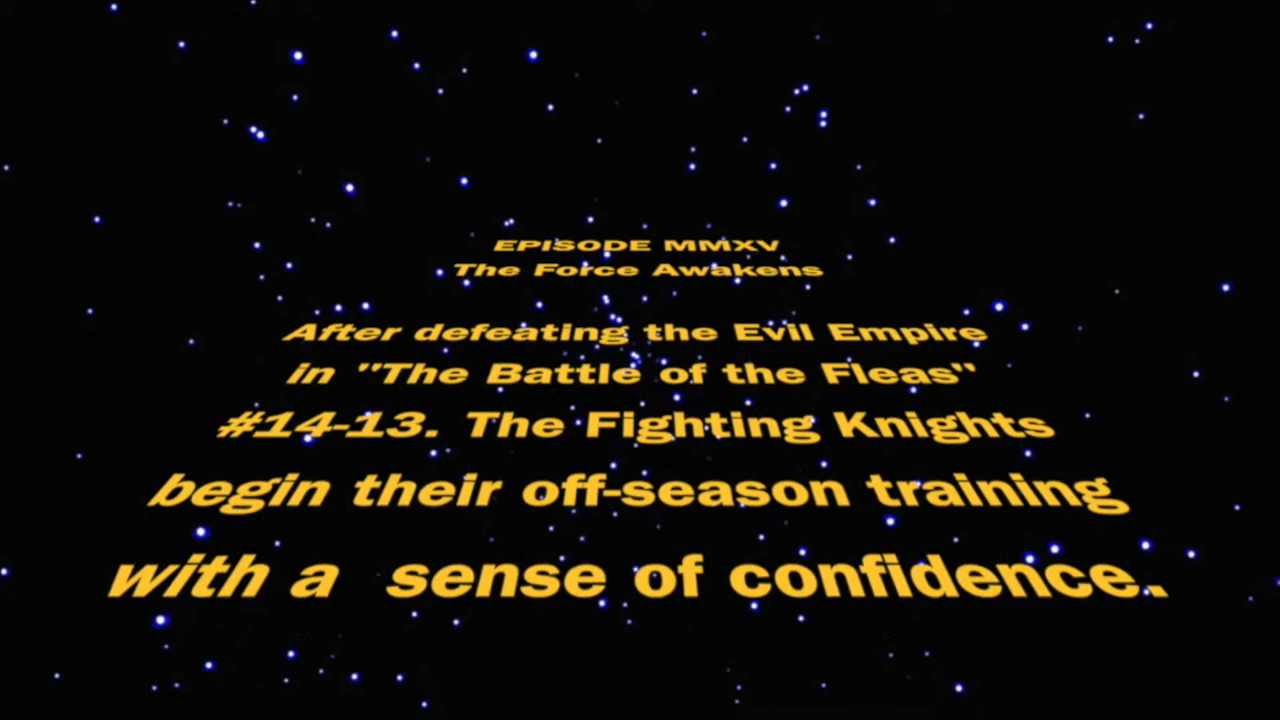 EPISODE MMXV
The Force Awakens
After defeating the Evil Empire
in "The Battle of the Fleas"
#14-13. The Fighting Knights
begin their off-season training
with a  sense of confidence.